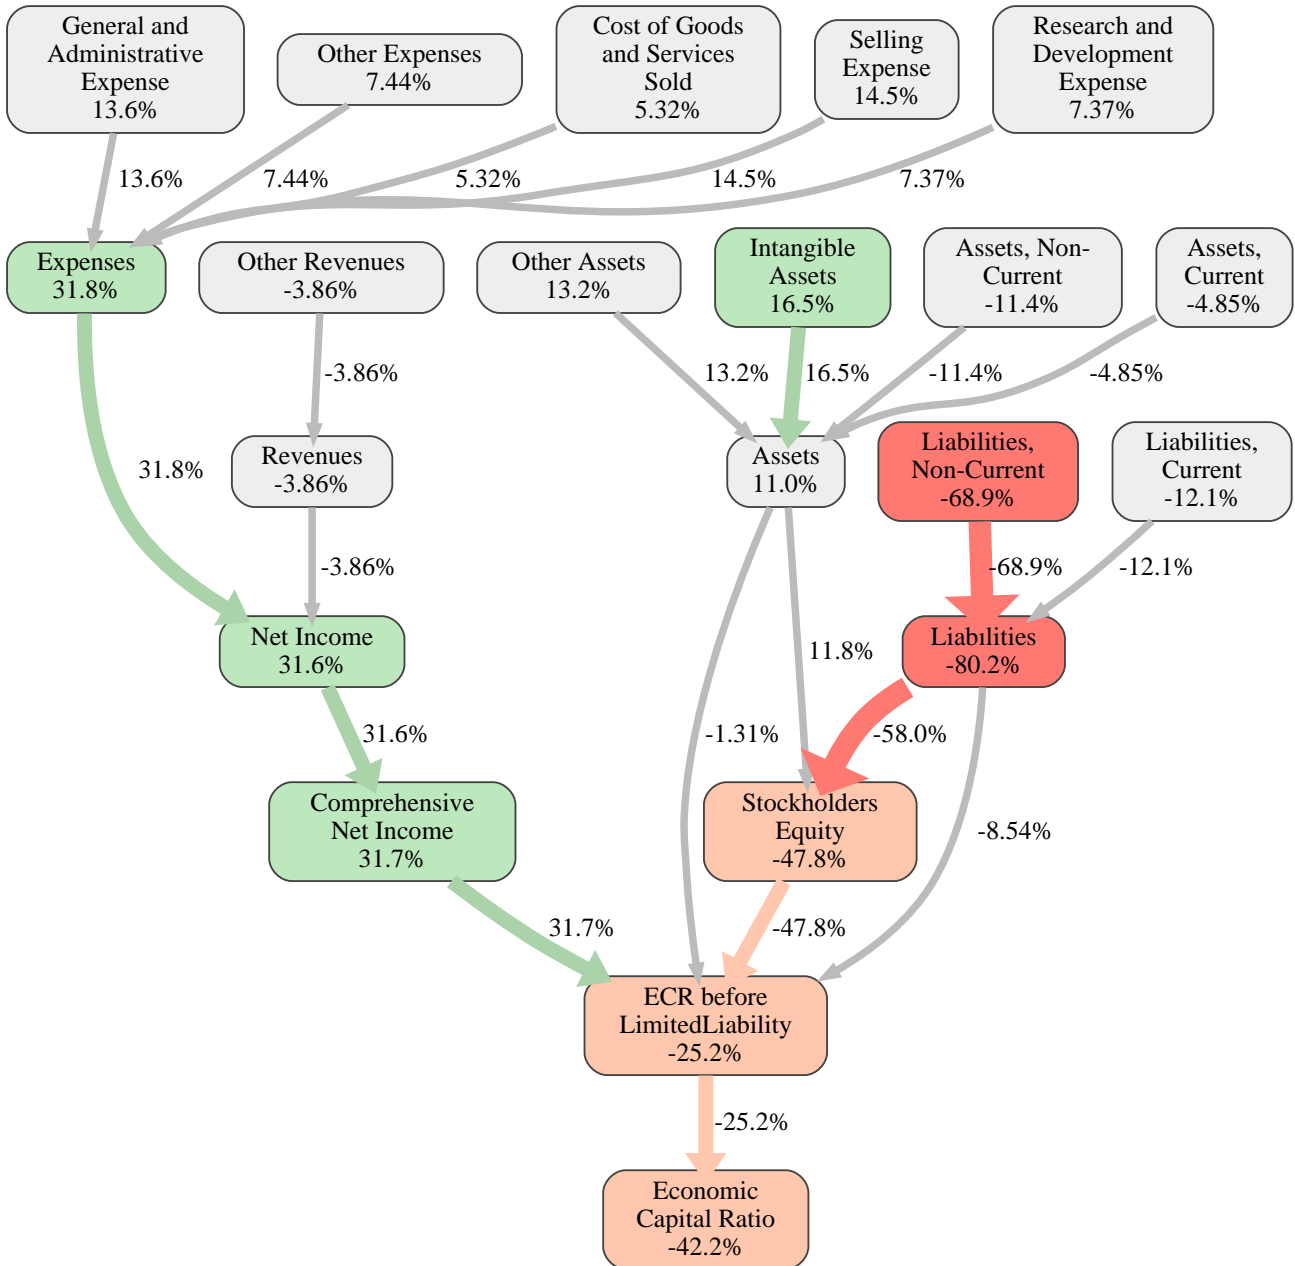 General and
Administrative
Expense
13.6%
Other Expenses
7.44%
Cost of Goods
and Services
Sold
5.32%
Selling
Expense
14.5%
Research and
Development
Expense
7.37%
13.6%
7.44%
5.32%
14.5%
7.37%
Expenses
31.8%
Other Revenues
-3.86%
Other Assets
13.2%
Intangible
Assets
16.5%
Assets, Non-
Current
-11.4%
Assets,
Current
-4.85%
-3.86%
13.2%
16.5%
-11.4%
-4.85%
31.8%
Revenues
-3.86%
Assets
11.0%
Liabilities,
Non-Current
-68.9%
Liabilities,
Current
-12.1%
-3.86%
-68.9%
-12.1%
Net Income
31.6%
11.8%
Liabilities
-80.2%
31.6%
-1.31%
-58.0%
Comprehensive
Net Income
31.7%
Stockholders
Equity
-47.8%
-8.54%
31.7%
-47.8%
ECR before
LimitedLiability
-25.2%
-25.2%
Economic
Capital Ratio
-42.2%